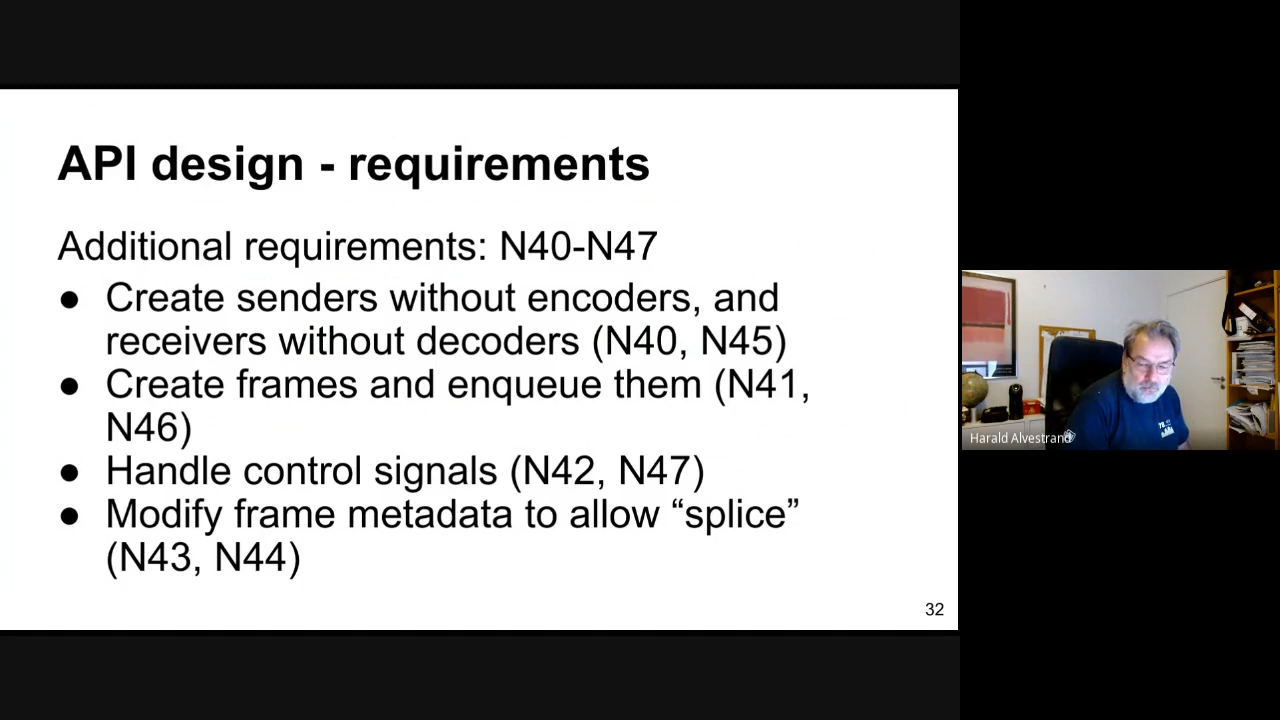 API design - requirements
Additional requirements: N40-N47
● Create senders without encoders, and
receivers without decoders (N40, N45)
● Create frames and enqueue them (N41,
N46)
● Handle control signals (N42, N47)
● Modify frame metadata to allow “splice”
(N43, N44)
32
Harald Alvestrand